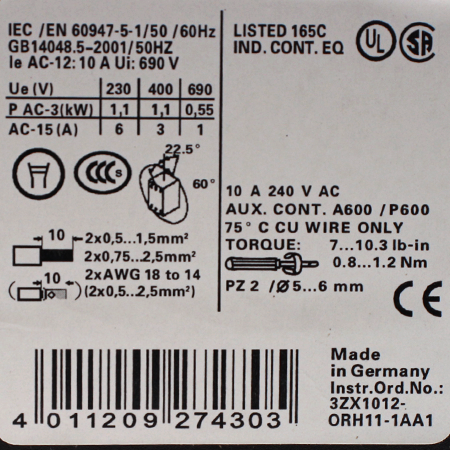 IEC /EN 60947-5-1/50 /60Hz
GB14048.5-2001/50HZ
Ie AC-12: 10 A Ui: 690 V
Ue (V) 230 400 690
P AC-3(kW) 1,1 1,1 0,55
AC-15 (A) 6 3 1
LISTED 165C
IND. CONT. EQ
UL
SA
CCC S
22.5°
60°
10 A 240 V AC
AUX. CONT. A600 /P600
75° C CU WIRE ONLY
TORQUE: 7...10.3 lb-in
0.8...1.2 Nm
PZ 2 /Ø 5...6 mm
CE
10 2x0,5...1,5mm²
2x0,75...2,5mm²
2xAWG 18 to 14
10 (2x0,5...2,5mm²)
4 011209 274303
Made
in Germany
Instr.Ord.No.:
3ZX1012-
ORH11-1AA1